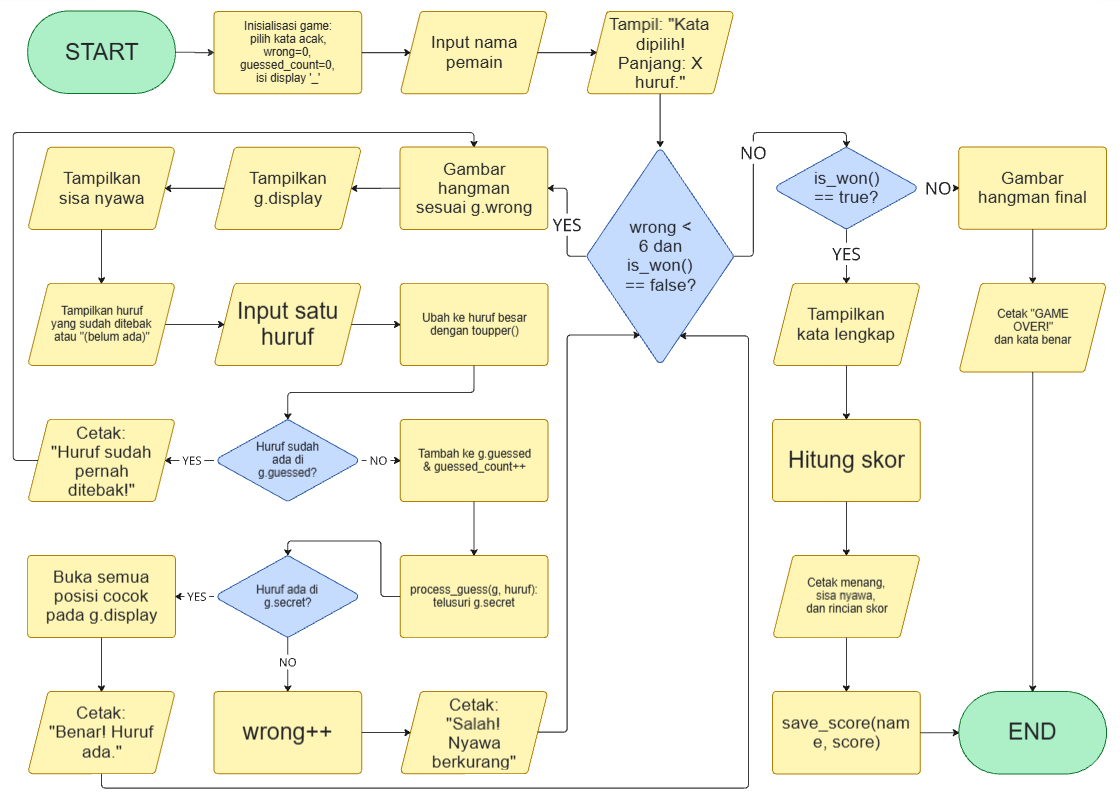 START
Inisialisasi game:
pilih kata acak,
wrong=0,
guessed_count=0,
isi display '_'
Input nama
pemain
Tampil: "Kata
dipilih!
Panjang: X
huruf."
wrong <
6 dan
is_won()
== false?
YES
NO
Gambar
hangman
sesuai g.wrong
Tampilkan
g.display
Tampilkan
sisa nyawa
Tampilkan huruf
yang sudah ditebak
atau "(belum ada)"
Input satu
huruf
Ubah ke huruf besar
dengan toupper()
Huruf sudah
ada di
g.guessed?
YES
NO
Cetak:
"Huruf sudah
pernah
ditebak!"
Tambah ke g.guessed
& guessed_count++
process_guess(g, huruf):
telusuri g.secret
Huruf ada di
g.secret?
YES
NO
Buka semua
posisi cocok
pada g.display
Cetak:
"Benar! Huruf
ada."
wrong++
Cetak:
"Salah!
Nyawa
berkurang"
is_won()
== true?
NO
YES
Gambar
hangman final
Cetak "GAME
OVER!"
dan kata benar
Tampilkan
kata lengkap
Hitung skor
Cetak menang,
sisa nyawa,
dan rincian skor
save_score(nam
e, score)
END